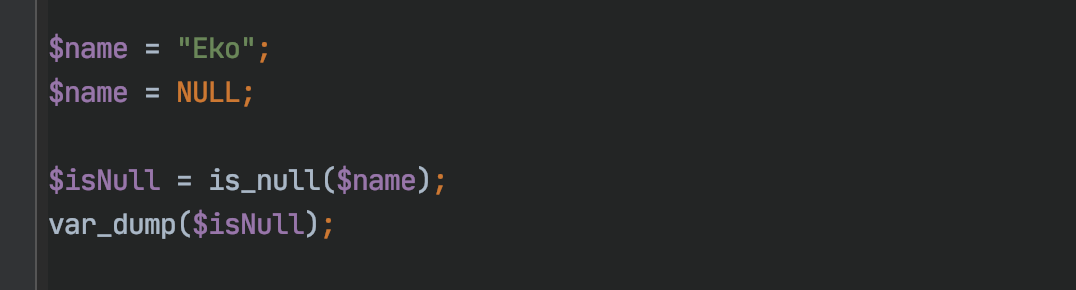 $name = "Eko";
$name = NULL;
$isNull = is_null($name);
var_dump($isNull);